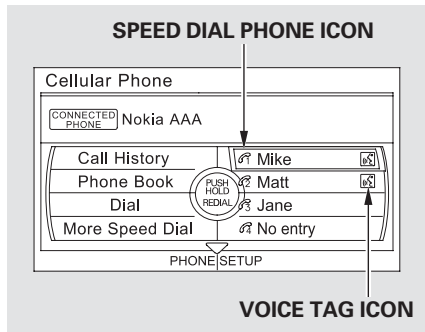 SPEED DIAL PHONE ICON
Cellular Phone
CONNECTED PHONE Nokia AAA
Call History
Phone Book
Dial
More Speed Dial
PUSH
HOLD
REDIAL
1 Mike
2 Matt
3 Jane
4 No entry
PHONE SETUP
VOICE TAG ICON